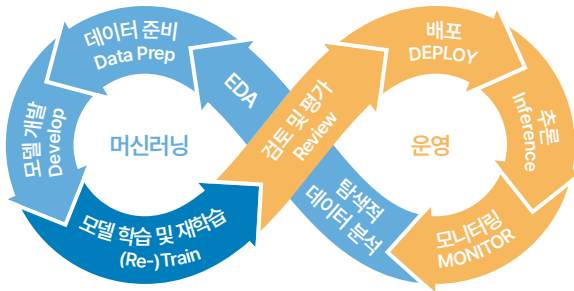 데이터 준비
Data Prep
모델 개발
Develop
머신러닝
모델 학습 및 재학습
(Re-)Train
EDA
검토 및 평가
Review
배포
DEPLOY
추론
Inference
운영
모니터링
MONITOR
탐색적
데이터 분석